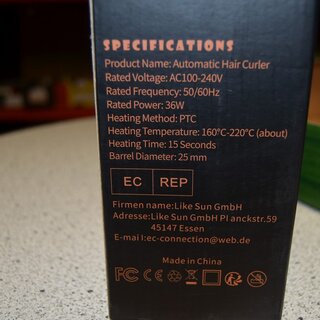 SPECIFICATIONS
Product Name: Automatic Hair Curler
Rated Voltage: AC100-240V
Rated Frequency: 50/60Hz
Rated Power: 36W
Heating Method: PTC
Heating Temperature: 160°C-220°C (about)
Heating Time: 15 Seconds
Barrel Diameter: 25 mm
EC REP
Firmen name:Like Sun GmbH
Adresse:Like Sun GmbH Pl anckstr.59
45147 Essen
E-mai l:ec-connection@web.de
Made in China
FC CE